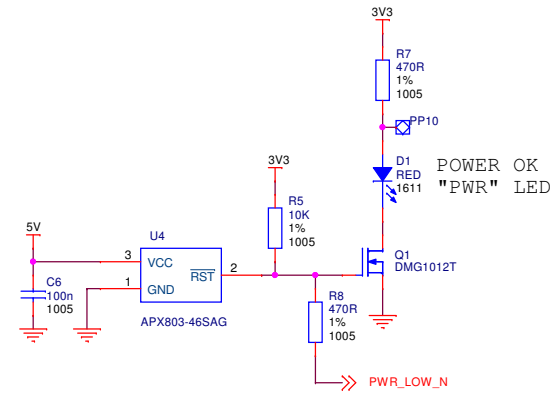 3V3
R7
470R
1%
1005
PP10
D1
RED
1611
POWER OK
"PWR" LED
3V3
R5
10K
1%
1005
5V
U4
3
VCC
2
RST
1
GND
C6
100n
1005
APX803-46SAG
Q1
DMG1012T
R8
470R
1%
1005
PWR_LOW_N